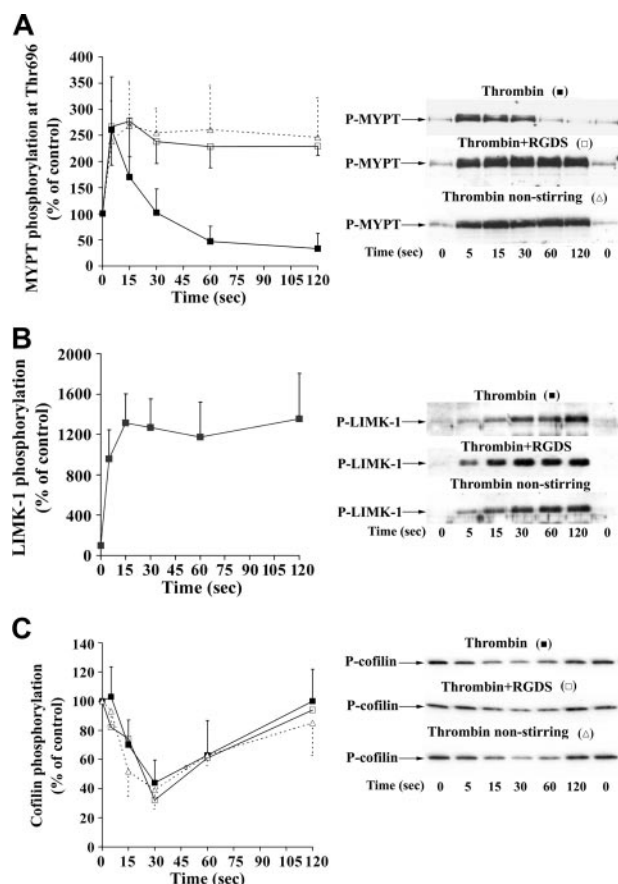 A
MYPT phosphorylation at Thr696
(% of control)
400
350
300
250
200
150
100
50
0
0 15 30 45 60 75 90 105 120
Time (sec)
Thrombin (■)
P-MYPT
Thrombin+RGDS (□)
P-MYPT
Thrombin non-stirring (△)
P-MYPT
Time (sec) 0 5 15 30 60 120 0
B
LIMK-1 phosphorylation
(% of control)
2000
1600
1200
800
400
0
0 15 30 45 60 75 90 105 120
Time (sec)
Thrombin (■)
P-LIMK-1
Thrombin+RGDS
P-LIMK-1
Thrombin non-stirring
P-LIMK-1
Time (sec) 0 5 15 30 60 120 0
C
Cofilin phosphorylation
(% of control)
140
120
100
80
60
40
20
0
0 15 30 45 60 75 90 105 120
Time (sec)
Thrombin (■)
P-cofilin
Thrombin+RGDS (□)
P-cofilin
Thrombin non-stirring (△)
P-cofilin
Time (sec) 0 5 15 30 60 120 0